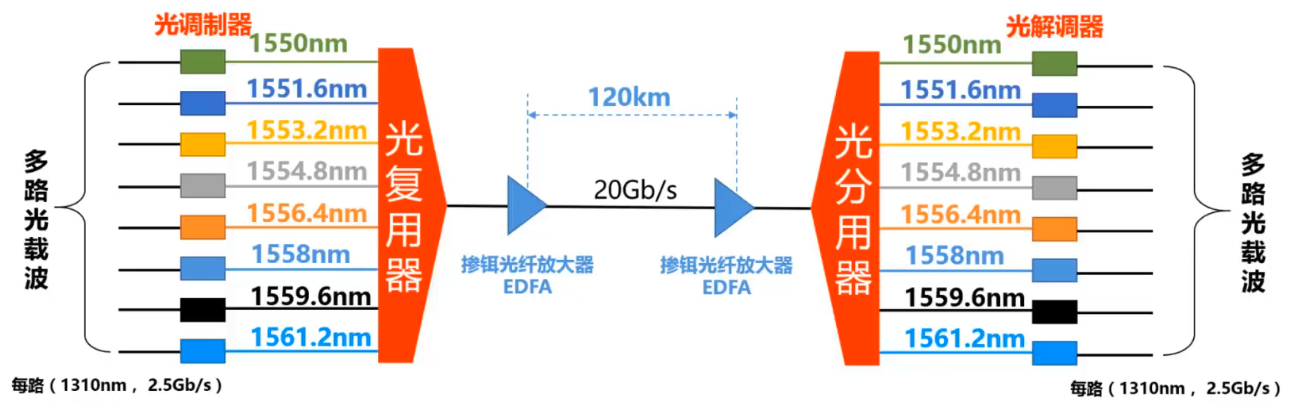 光调制器
1550nm
1551.6nm
1553.2nm
1554.8nm
1556.4nm
1558nm
1559.6nm
1561.2nm
多路光载波
每路（1310nm ，2.5Gb/s）
光复用器
120km
20Gb/s
掺铒光纤放大器
EDFA
掺铒光纤放大器
EDFA
光分用器
光解调器
1550nm
1551.6nm
1553.2nm
1554.8nm
1556.4nm
1558nm
1559.6nm
1561.2nm
多路光载波
每路（1310nm ，2.5Gb/s）